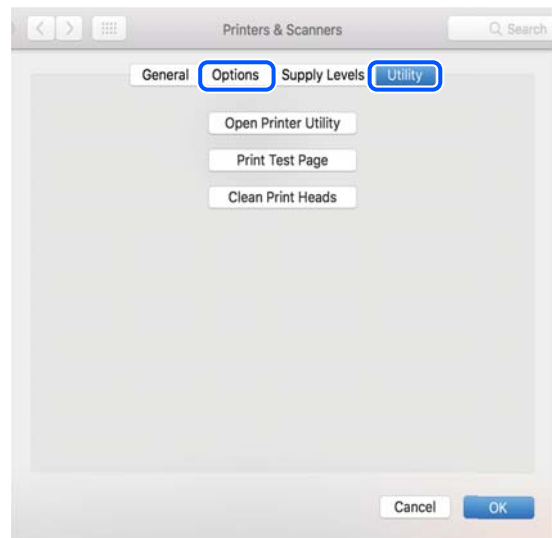 Printers & Scanners
Search
General Options Supply Levels Utility
Open Printer Utility
Print Test Page
Clean Print Heads
Cancel OK